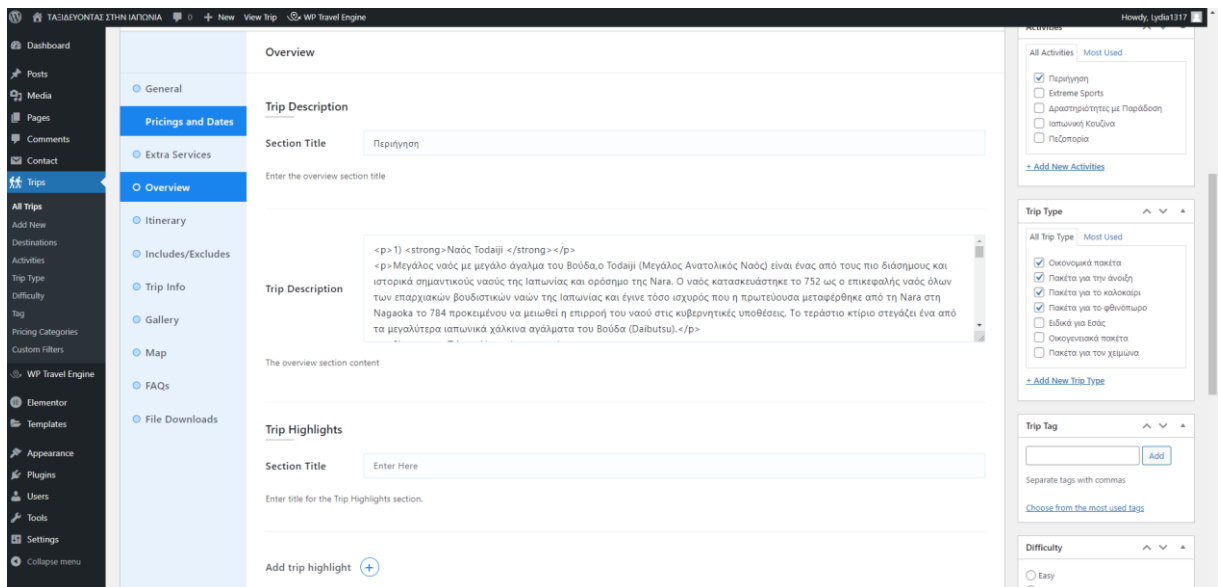 ΤΑΞΙΔΕΥΟΝΤΑΣ ΣΤΗΝ ΙΑΠΩΝΙΑ 0 + New View Trip WP Travel Engine Howdy, Lydia1317
Dashboard
Posts
Media
Pages
Comments
Contact
Trips
All Trips
Add New
Destinations
Activities
Trip Type
Difficulty
Tag
Pricing Categories
Custom Filters
WP Travel Engine
Elementor
Templates
Appearance
Plugins
Users
Tools
Settings
Collapse menu
General
Pricings and Dates
Extra Services
Overview
Itinerary
Includes/Excludes
Trip Info
Gallery
Map
FAQs
File Downloads
Overview
Trip Description
Section Title Περιήγηση
Enter the overview section title
Trip Description
<p>1) <strong>Ναός Todaiji </strong></p>
<p>Μεγάλος ναός με μεγάλο άγαλμα του Βούδα,ο Todaiji (Μεγάλος Ανατολικός Ναός) είναι ένας από τους πιο διάσημους και
ιστορικά σημαντικούς ναούς της Ιαπωνίας και ορόσημο της Nara. Ο ναός κατασκευάστηκε το 752 ως ο επικεφαλής ναός όλων
των επαρχιακών βουδιστικών ναών της Ιαπωνίας και έγινε τόσο ισχυρός που η πρωτεύουσα μεταφέρθηκε από τη Nara στη
Nagaoka το 784 προκειμένου να μειωθεί η επιρροή του ναού στις κυβερνητικές υποθέσεις. Το τεράστιο κτίριο στεγάζει ένα από
τα μεγαλύτερα ιαπωνικά χάλκινα αγάλματα του Βούδα (Daibutsu).</p>
The overview section content
Trip Highlights
Section Title Enter Here
Enter title for the Trip Highlights section.
Add trip highlight
Activities
All Activities Most Used
Περιήγηση
Extreme Sports
Δραστηριότητες με Παράδοση
Ιαπωνική Κουζίνα
Πεζοπορία
+ Add New Activities
Trip Type
All Trip Type Most Used
Οικονομικά πακέτα
Πακέτα για την άνοιξη
Πακέτα για το καλοκαίρι
Πακέτα για το φθινόπωρο
Ειδικά για Εσάς
Οικογενειακά πακέτα
Πακέτα για τον χειμώνα
+ Add New Trip Type
Trip Tag
Add
Separate tags with commas
Choose from the most used tags
Difficulty
Easy